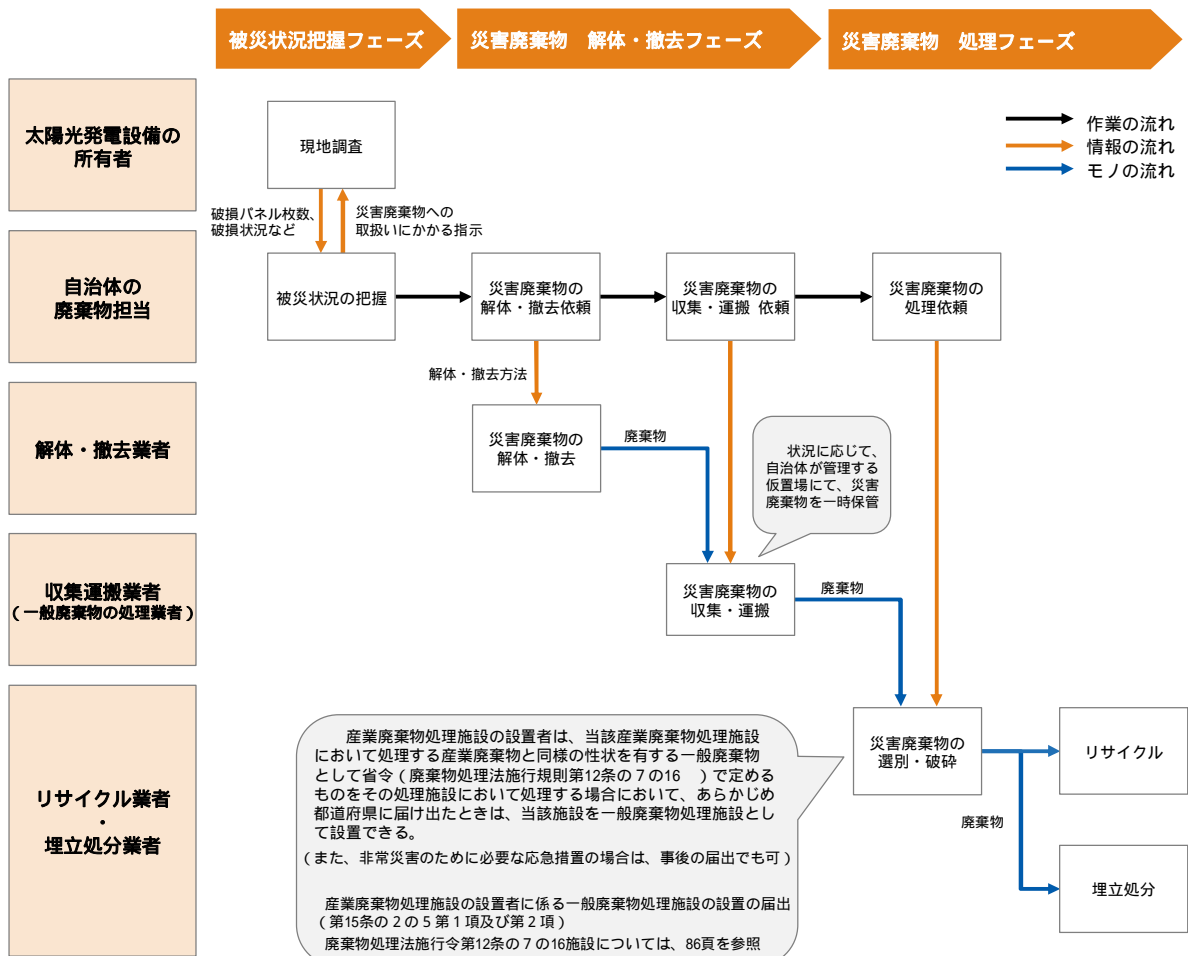 被災状況把握フェーズ
災害廃棄物 解体・撤去フェーズ
災害廃棄物 処理フェーズ
作業の流れ
情報の流れ
モノの流れ
太陽光発電設備の
所有者
現地調査
破損パネル枚数、
破損状況など
災害廃棄物への
取扱いにかかる指示
自治体の
廃棄物担当
被災状況の把握
災害廃棄物の
解体・撤去依頼
災害廃棄物の
収集・運搬 依頼
災害廃棄物の
処理依頼
解体・撤去方法
解体・撤去業者
災害廃棄物の
解体・撤去
廃棄物
状況に応じて、
自治体が管理する
仮置場にて、災害
廃棄物を一時保管
収集運搬業者
(一般廃棄物の処理業者)
災害廃棄物の
収集・運搬
廃棄物
リサイクル業者
・
埋立処分業者
産業廃棄物処理施設の設置者は、当該産業廃棄物処理施設
において処理する産業廃棄物と同様の性状を有する一般廃棄物
として省令(廃棄物処理法施行規則第12条の7の16 )で定める
ものをその処理施設において処理する場合において、あらかじめ
都道府県に届け出たときは、当該施設を一般廃棄物処理施設とし
て設置できる。
(また、非常災害のために必要な応急措置の場合は、事後の届出でも可)
産業廃棄物処理施設の設置者に係る一般廃棄物処理施設の設置の届出
(第15条の2の5第1項及び第2項)
廃棄物処理法施行令第12条の7の16施設については、86頁を参照
災害廃棄物の
選別・破砕
リサイクル
廃棄物
埋立処分